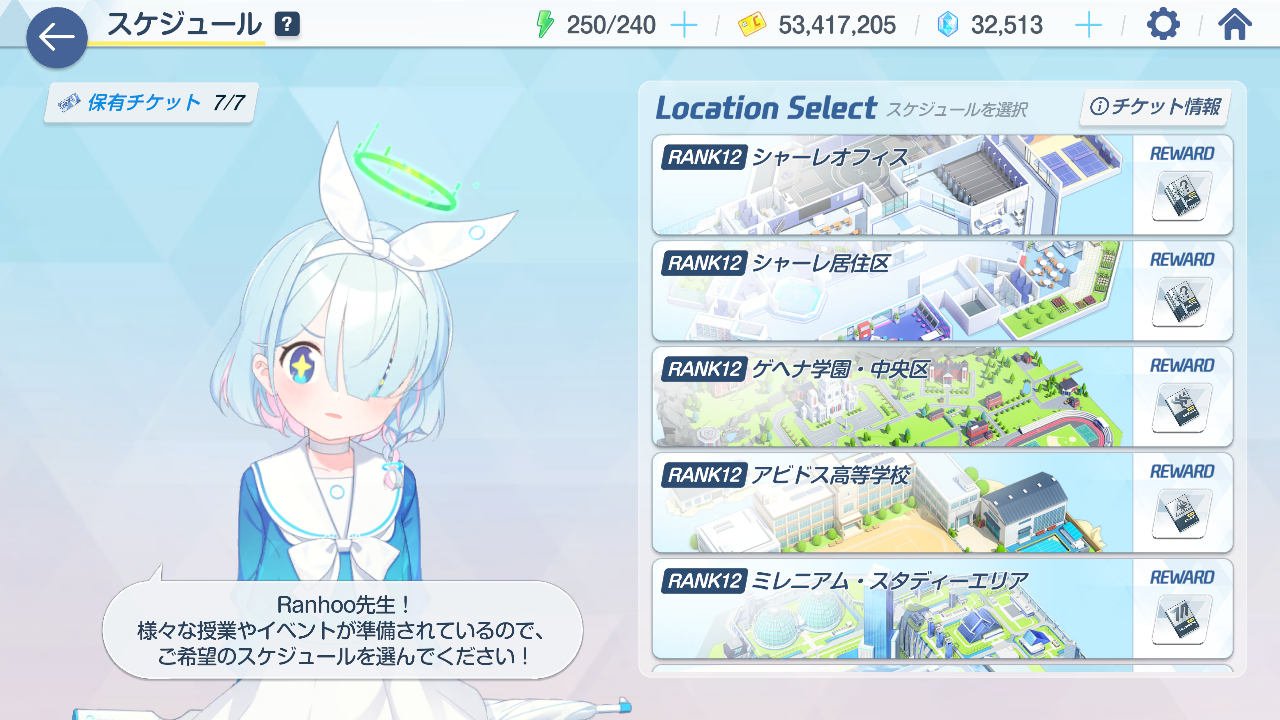 スケジュール ?
250/240
53,417,205
32,513
保有チケット 7/7
Location Select スケジュールを選択
チケット情報
RANK12 シャーレオフィス
REWARD
RANK12 シャーレ居住区
REWARD
RANK12 ゲヘナ学園・中央区
REWARD
RANK12 アビドス高等学校
REWARD
RANK12 ミレニアム・スタディーエリア
REWARD
Ranhoo先生！
様々な授業やイベントが準備されているので、
ご希望のスケジュールを選んでください！